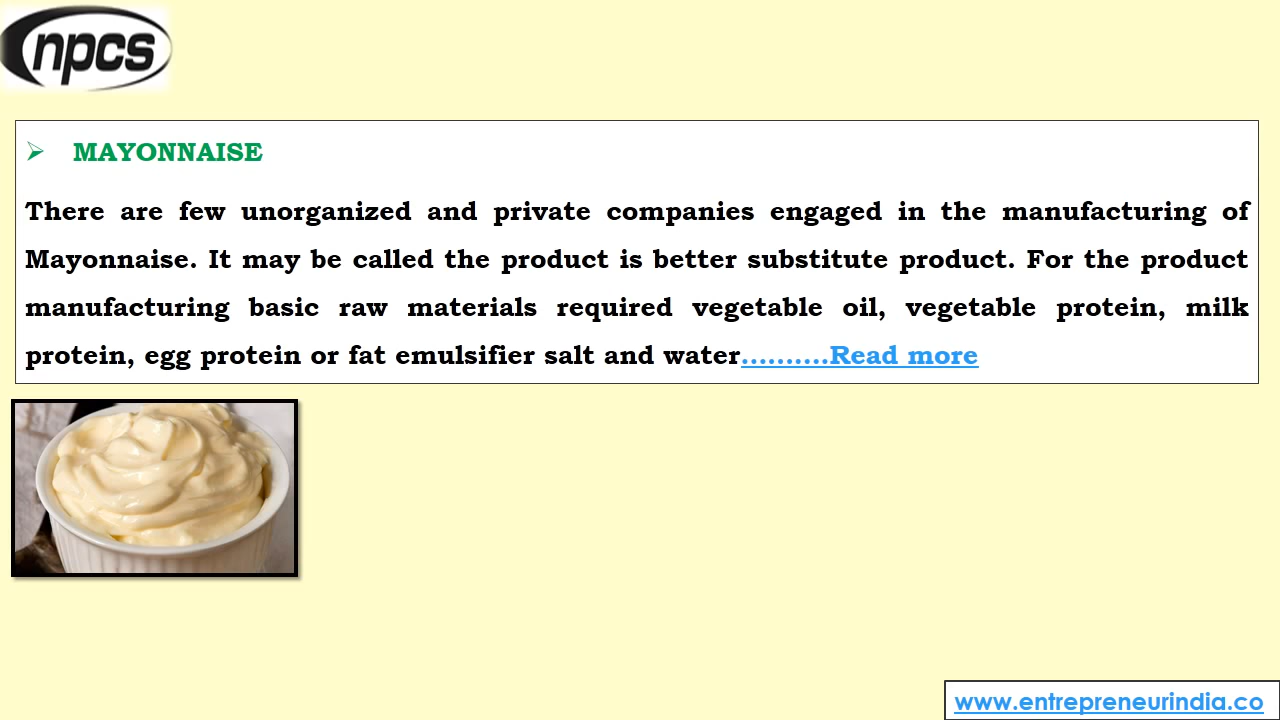 npcs
➢ MAYONNAISE
There are few unorganized and private companies engaged in the manufacturing of
Mayonnaise. It may be called the product is better substitute product. For the product
manufacturing basic raw materials required vegetable oil, vegetable protein, milk
protein, egg protein or fat emulsifier salt and water..........Read more
www.entrepreneurindia.co